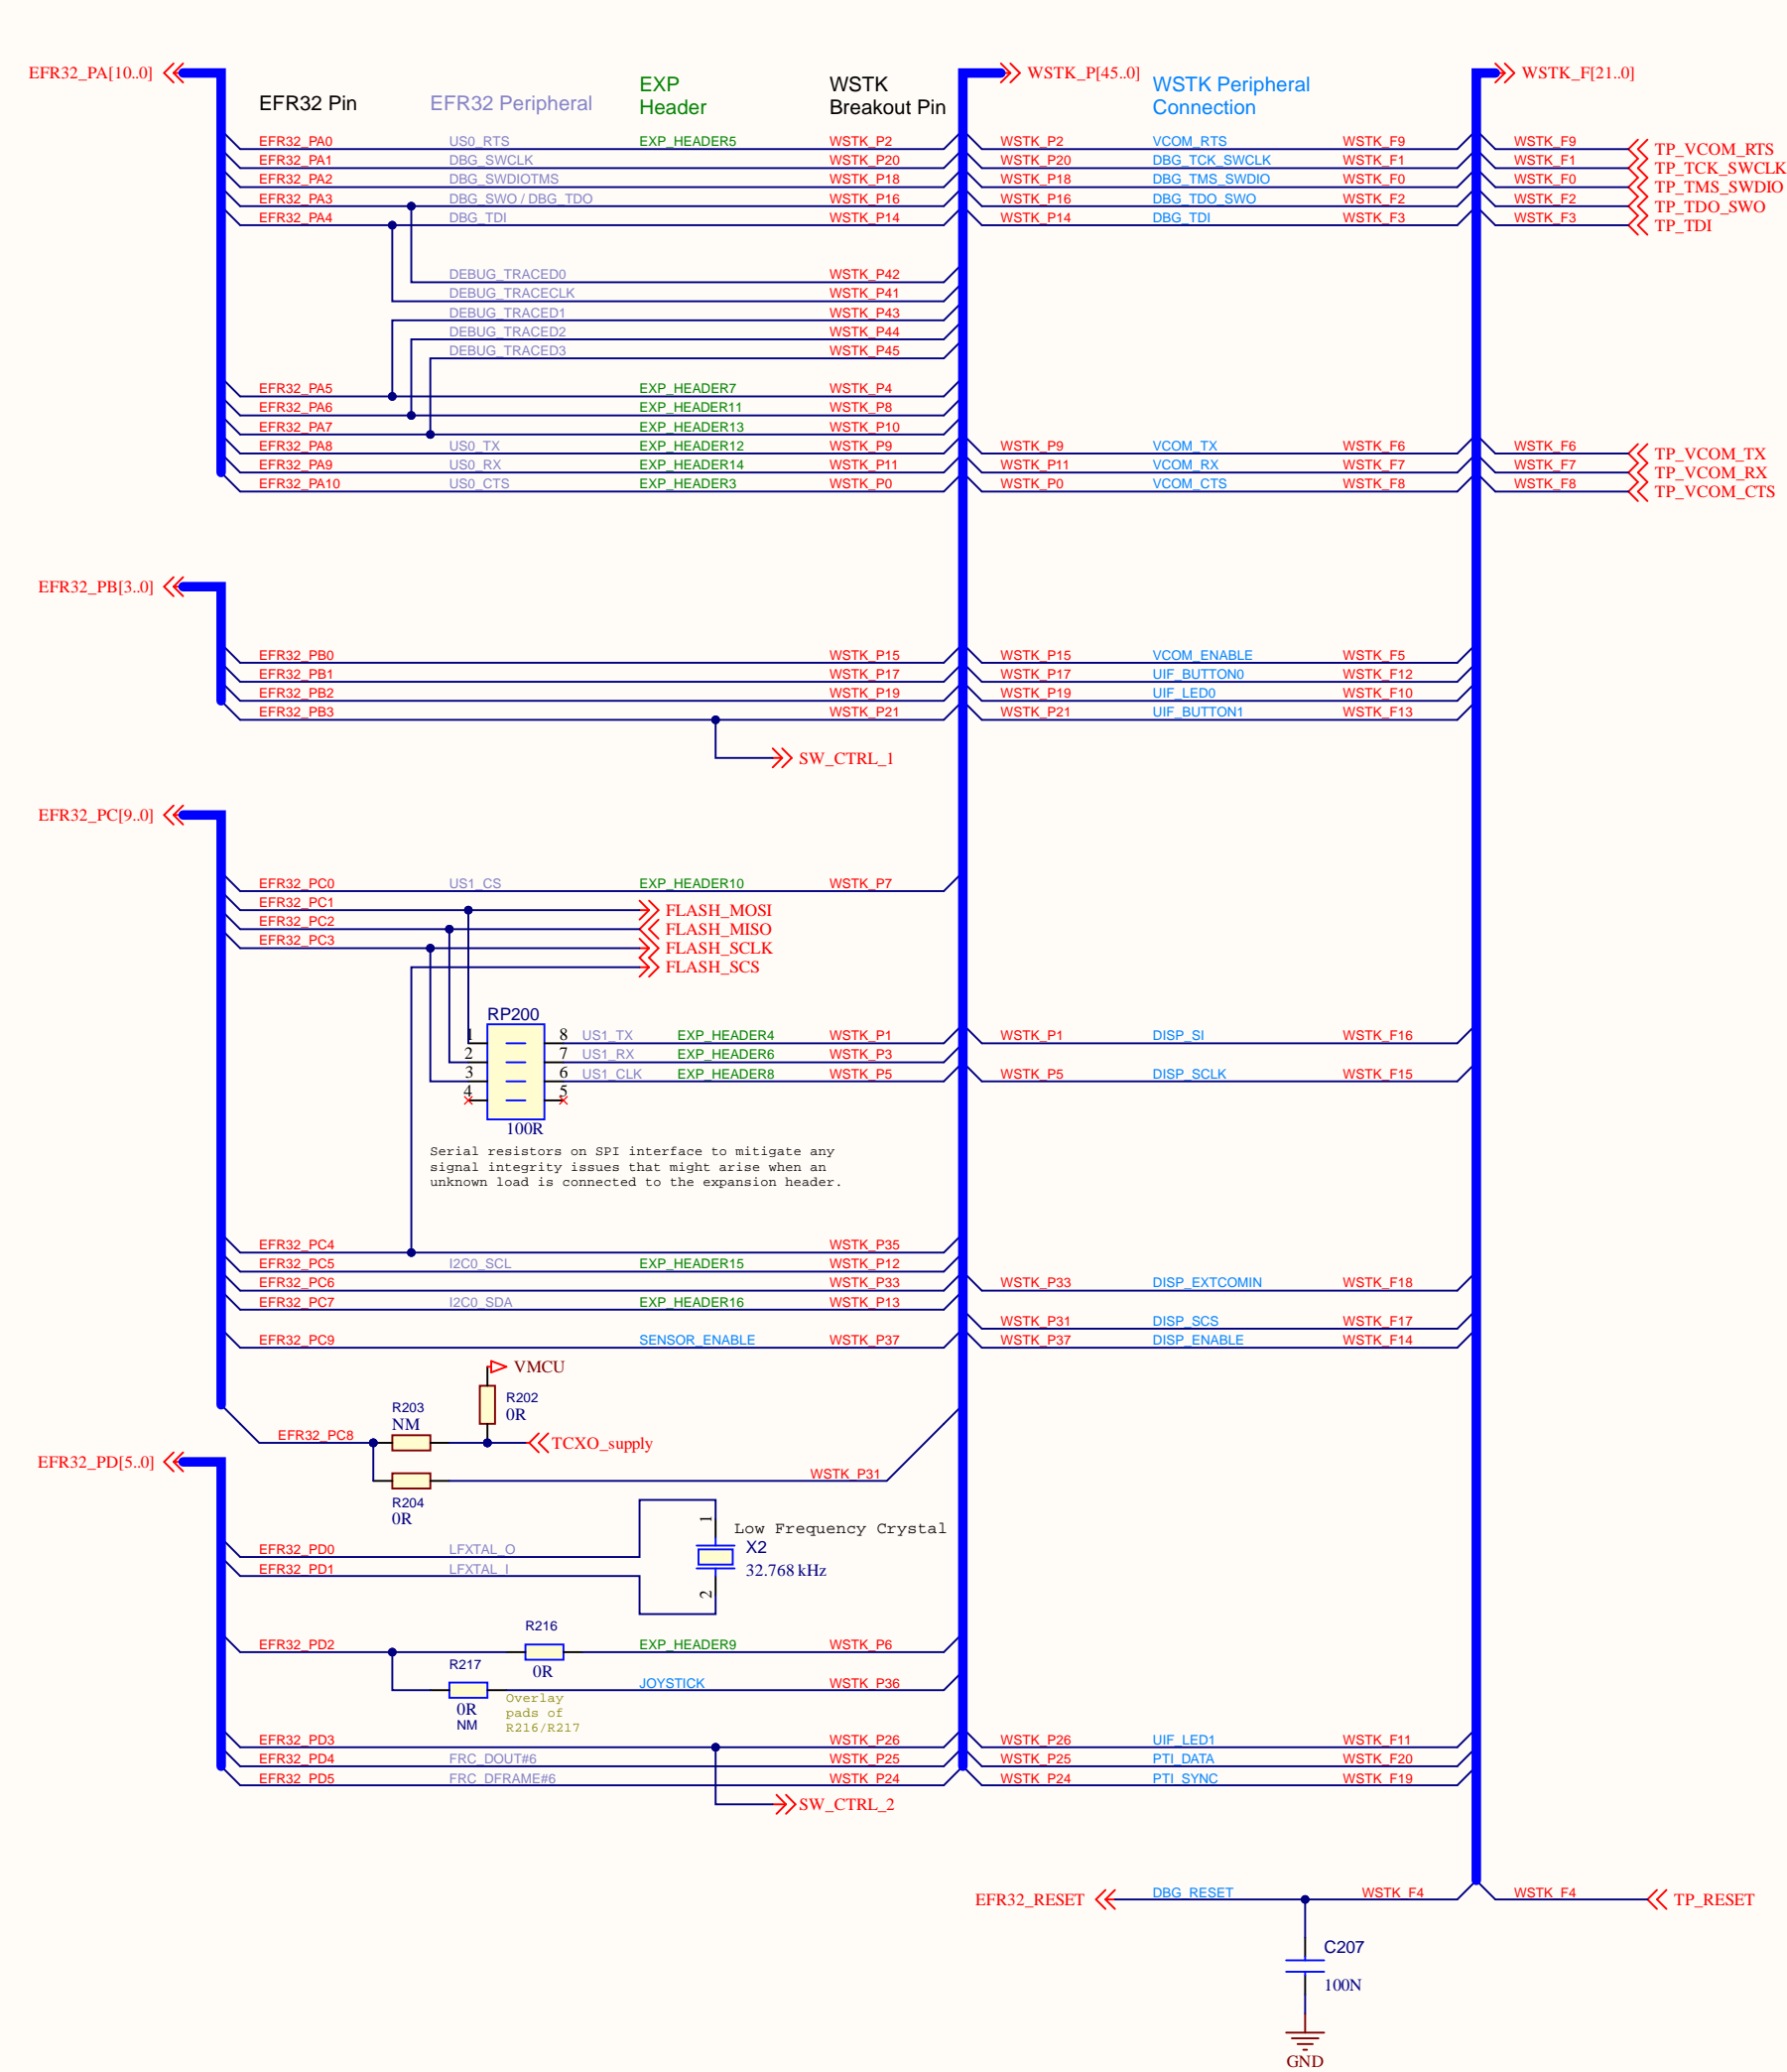 EFR32_PA[10..0]
WSTK_P[45..0]
WSTK_F[21..0]
EFR32 Pin
EFR32 Peripheral
EXP
Header
WSTK
Breakout Pin
WSTK Peripheral
Connection
EFR32_PA0 US0_RTS EXP_HEADER5 WSTK_P2 WSTK_P2 VCOM_RTS WSTK_F9 WSTK_F9 TP_VCOM_RTS
EFR32_PA1 DBG_SWCLK WSTK_P20 WSTK_P20 DBG_TCK_SWCLK WSTK_F1 WSTK_F1 TP_TCK_SWCLK
EFR32_PA2 DBG_SWDIOTMS WSTK_P18 WSTK_P18 DBG_TMS_SWDIO WSTK_F0 WSTK_F0 TP_TMS_SWDIO
EFR32_PA3 DBG_SWO / DBG_TDO WSTK_P16 WSTK_P16 DBG_TDO_SWO WSTK_F2 WSTK_F2 TP_TDO_SWO
EFR32_PA4 DBG_TDI WSTK_P14 WSTK_P14 DBG_TDI WSTK_F3 WSTK_F3 TP_TDI
DEBUG_TRACED0 WSTK_P42
DEBUG_TRACECLK WSTK_P41
DEBUG_TRACED1 WSTK_P43
DEBUG_TRACED2 WSTK_P44
DEBUG_TRACED3 WSTK_P45
EFR32_PA5 EXP_HEADER7 WSTK_P4
EFR32_PA6 EXP_HEADER11 WSTK_P8
EFR32_PA7 EXP_HEADER13 WSTK_P10
EFR32_PA8 US0_TX EXP_HEADER12 WSTK_P9 WSTK_P9 VCOM_TX WSTK_F6 WSTK_F6 TP_VCOM_TX
EFR32_PA9 US0_RX EXP_HEADER14 WSTK_P11 WSTK_P11 VCOM_RX WSTK_F7 WSTK_F7 TP_VCOM_RX
EFR32_PA10 US0_CTS EXP_HEADER3 WSTK_P0 WSTK_P0 VCOM_CTS WSTK_F8 WSTK_F8 TP_VCOM_CTS
EFR32_PB[3..0]
EFR32_PB0 WSTK_P15 WSTK_P15 VCOM_ENABLE WSTK_F5
EFR32_PB1 WSTK_P17 WSTK_P17 UIF_BUTTON0 WSTK_F12
EFR32_PB2 WSTK_P19 WSTK_P19 UIF_LED0 WSTK_F10
EFR32_PB3 WSTK_P21 WSTK_P21 UIF_BUTTON1 WSTK_F13
SW_CTRL_1
EFR32_PC[9..0]
EFR32_PC0 US1_CS EXP_HEADER10 WSTK_P7
EFR32_PC1 FLASH_MOSI
EFR32_PC2 FLASH_MISO
EFR32_PC3 FLASH_SCLK
FLASH_SCS
RP200
1 8 US1_TX EXP_HEADER4 WSTK_P1 WSTK_P1 DISP_SI WSTK_F16
2 7 US1_RX EXP_HEADER6 WSTK_P3
3 6 US1_CLK EXP_HEADER8 WSTK_P5 WSTK_P5 DISP_SCLK WSTK_F15
4 5
100R
Serial resistors on SPI interface to mitigate any
signal integrity issues that might arise when an
unknown load is connected to the expansion header.
EFR32_PC4 WSTK_P35
EFR32_PC5 I2C0_SCL EXP_HEADER15 WSTK_P12
EFR32_PC6 WSTK_P33 WSTK_P33 DISP_EXTCOMIN WSTK_F18
EFR32_PC7 I2C0_SDA EXP_HEADER16 WSTK_P13
WSTK_P31 DISP_SCS WSTK_F17
EFR32_PC9 SENSOR_ENABLE WSTK_P37 WSTK_P37 DISP_ENABLE WSTK_F14
VMCU
R202
0R
R203
NM
EFR32_PC8 TCXO_supply
EFR32_PD[5..0]
WSTK_P31
R204
0R
Low Frequency Crystal
1
X2
32.768 kHz
2
EFR32_PD0 LFXTAL_O
EFR32_PD1 LFXTAL_I
R216
EFR32_PD2 EXP_HEADER9 WSTK_P6
0R
R217
JOYSTICK WSTK_P36
0R
NM
Overlay
pads of
R216/R217
EFR32_PD3 WSTK_P26 WSTK_P26 UIF_LED1 WSTK_F11
EFR32_PD4 FRC_DOUT#6 WSTK_P25 WSTK_P25 PTI_DATA WSTK_F20
EFR32_PD5 FRC_DFRAME#6 WSTK_P24 WSTK_P24 PTI_SYNC WSTK_F19
SW_CTRL_2
EFR32_RESET DBG_RESET WSTK_F4 WSTK_F4 TP_RESET
C207
100N
GND